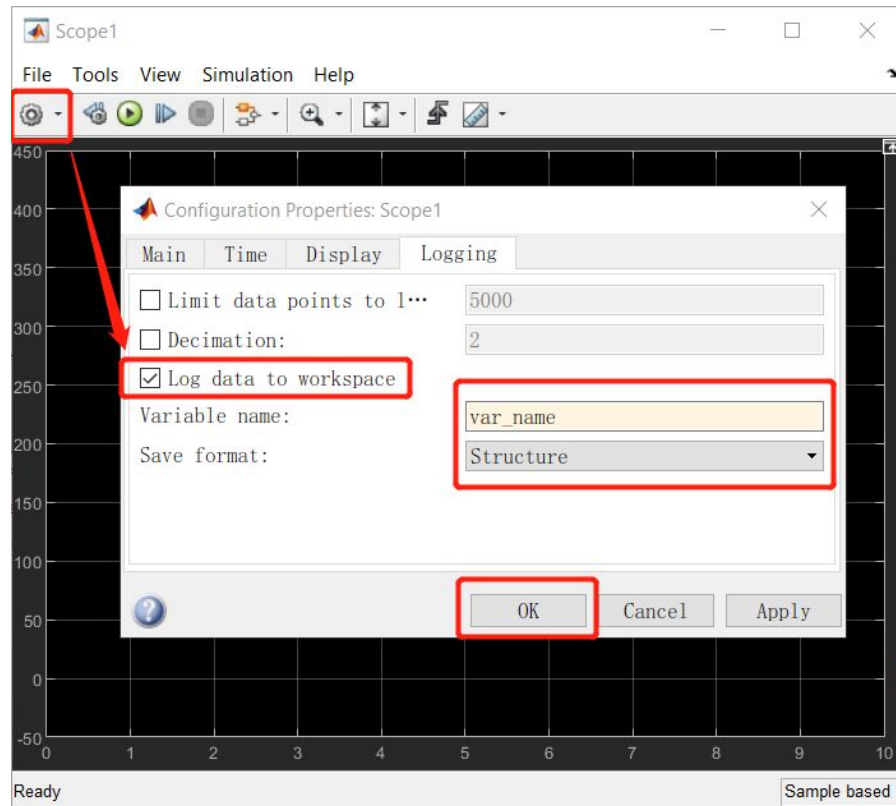 Scope1
File Tools View Simulation Help
450
400
350
300
250
200
150
100
50
0
-50
Configuration Properties: Scope1
Main Time Display Logging
Limit data points to l… 5000
Decimation: 2
Log data to workspace
Variable name: var_name
Save format: Structure
OK Cancel Apply
0 1 2 3 4 5 6 7 8 9 10
Ready Sample based